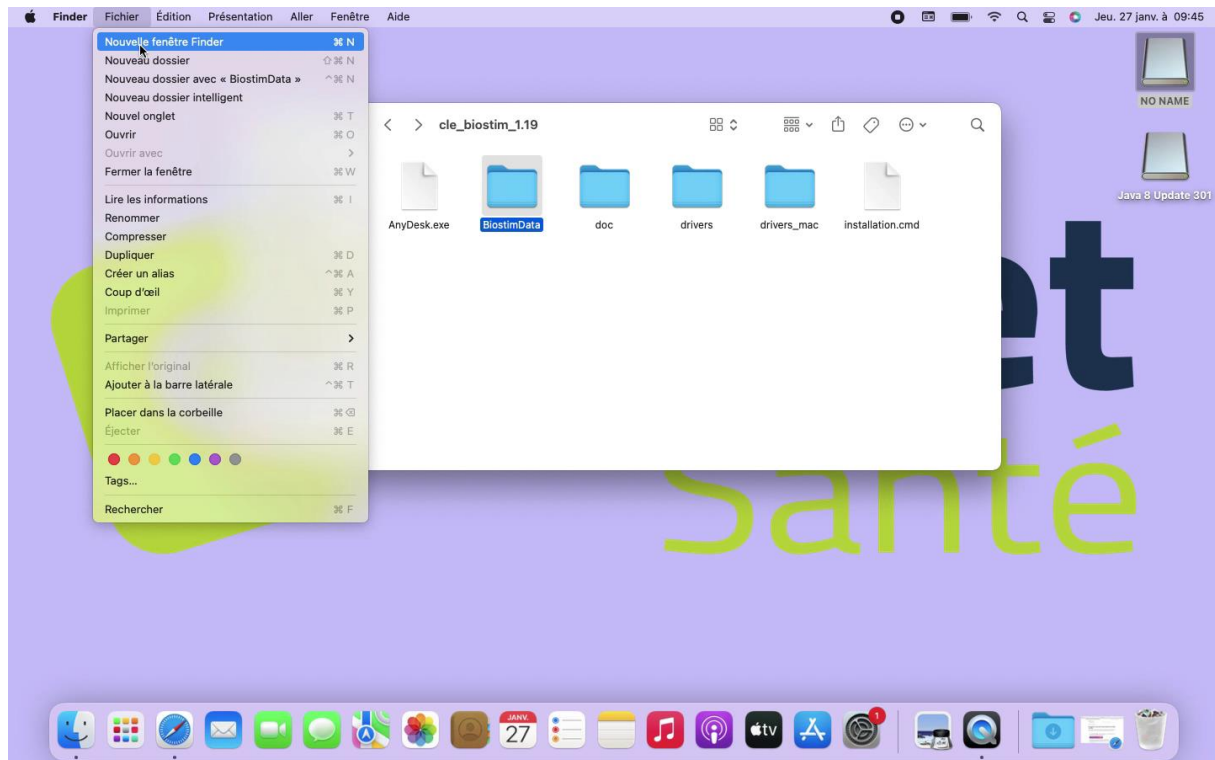 Finder Fichier Édition Présentation Aller Fenêtre Aide Jeu. 27 janv. à 09:45
Nouvelle fenêtre Finder ⌘ N
Nouveau dossier ⇧⌘ N
Nouveau dossier avec « BiostimData » ^⌘ N
Nouveau dossier intelligent
Nouvel onglet ⌘ T
Ouvrir ⌘ O
Ouvrir avec >
Fermer la fenêtre ⌘ W
Lire les informations ⌘ I
Renommer
Compresser
Dupliquer ⌘ D
Créer un alias ^⌘ A
Coup d'œil ⌘ Y
Imprimer ⌘ P
Partager >
Afficher l'original ⌘ R
Ajouter à la barre latérale ^⌘ T
Placer dans la corbeille ⌘ ⌫
Éjecter ⌘ E
Tags...
Rechercher ⌘ F
cle_biostim_1.19
AnyDesk.exe BiostimData doc drivers drivers_mac installation.cmd
NO NAME
Java 8 Update 301
et
Santé
JANV.
27
tv
1